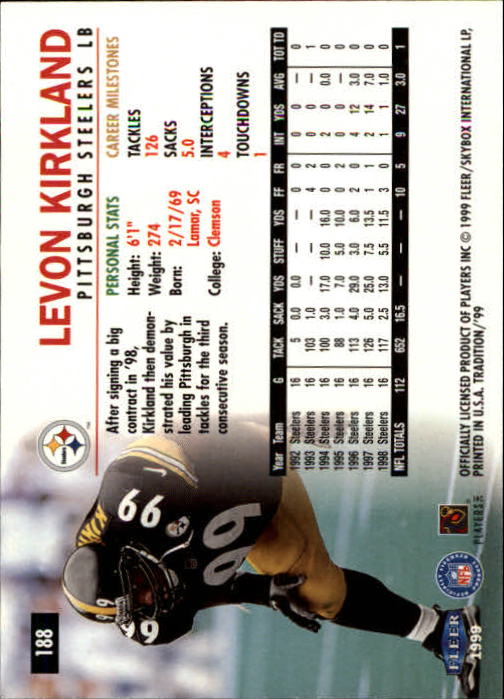 188
LEVON KIRKLAND
PITTSBURGH STEELERS LB
Steelers
TM
After signing a big
contract in '98,
Kirkland then demon-
strated his value by
leading Pittsburgh in
tackles for the third
consecutive season.
PERSONAL STATS
Height: 6'1"
Weight: 274
Born: 2/17/69
Lamar, SC
College: Clemson
CAREER MILESTONES
TACKLES
126
SACKS
5.0
INTERCEPTIONS
4
TOUCHDOWNS
1
99
99
99
Year Team G TACK SACK YDS STUFF YDS FF FR INT YDS AVG TOT TD
1992 Steelers 16 5 0.0 — — — — — 0 0 — 0
1993 Steelers 16 103 1.0 — — — 4 2 0 0 — 1
1994 Steelers 16 100 3.0 17.0 10.0 16.0 0 0 2 0 0.0 0
1995 Steelers 16 88 1.0 7.0 5.0 10.0 0 2 0 0 — 0
1996 Steelers 16 113 4.0 29.0 3.0 6.0 2 0 4 12 3.0 0
1997 Steelers 16 126 5.0 25.0 7.5 13.5 1 1 2 14 7.0 0
1998 Steelers 16 117 2.5 13.0 5.5 11.5 3 0 1 1 1.0 0
NFL TOTALS 112 652 16.5 — — — 10 5 9 27 3.0 1
OFFICIALLY LICENSED PRODUCT OF PLAYERS INC © 1999 FLEER/SKYBOX INTERNATIONAL LP,
PRINTED IN U.S.A. TRADITION/'99
PLAYERS INC
NFL
FLEER
1999